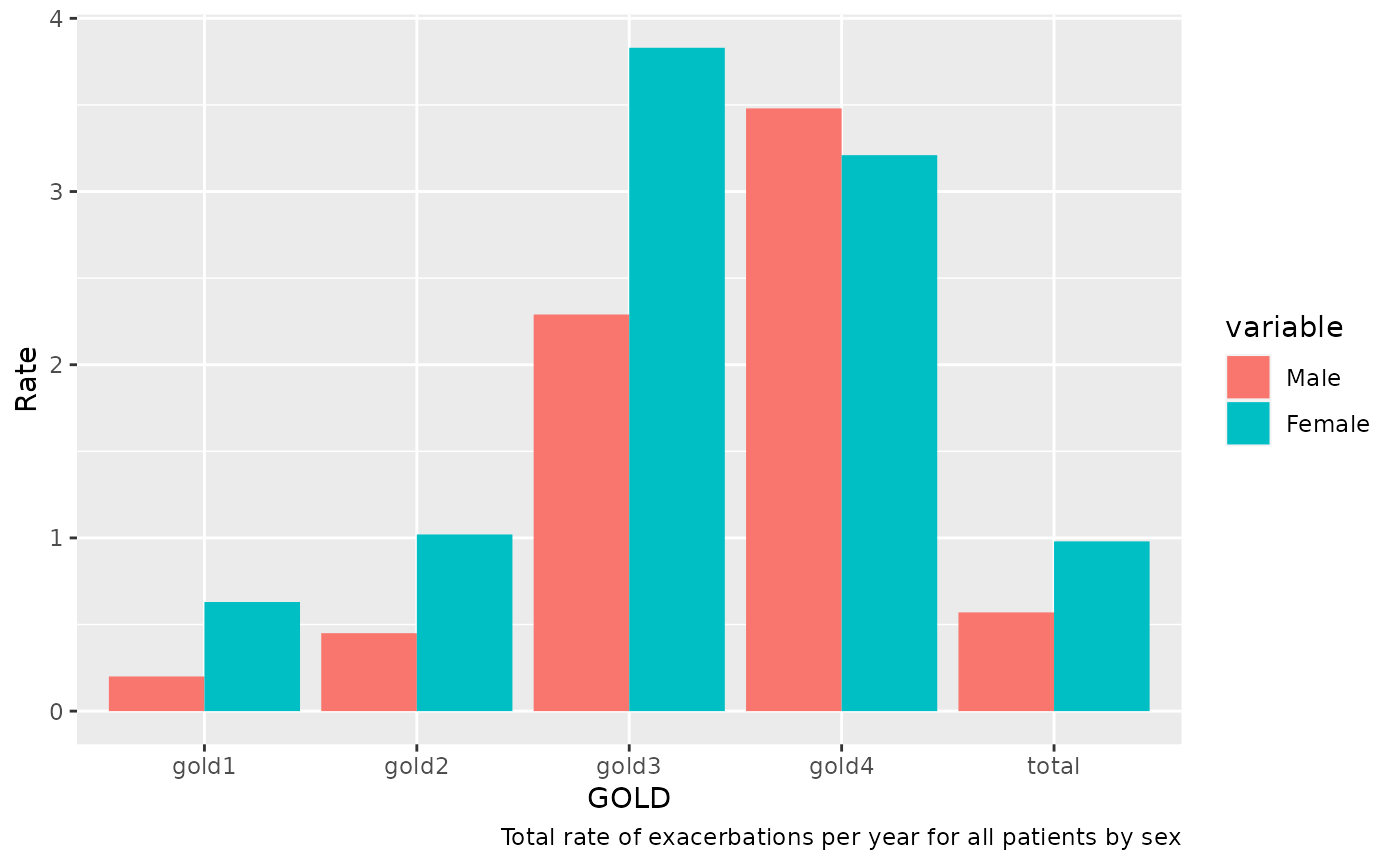 4
3
2
1
0
Rate
gold1 gold2 gold3 gold4 total
GOLD
Total rate of exacerbations per year for all patients by sex
variable
Male
Female